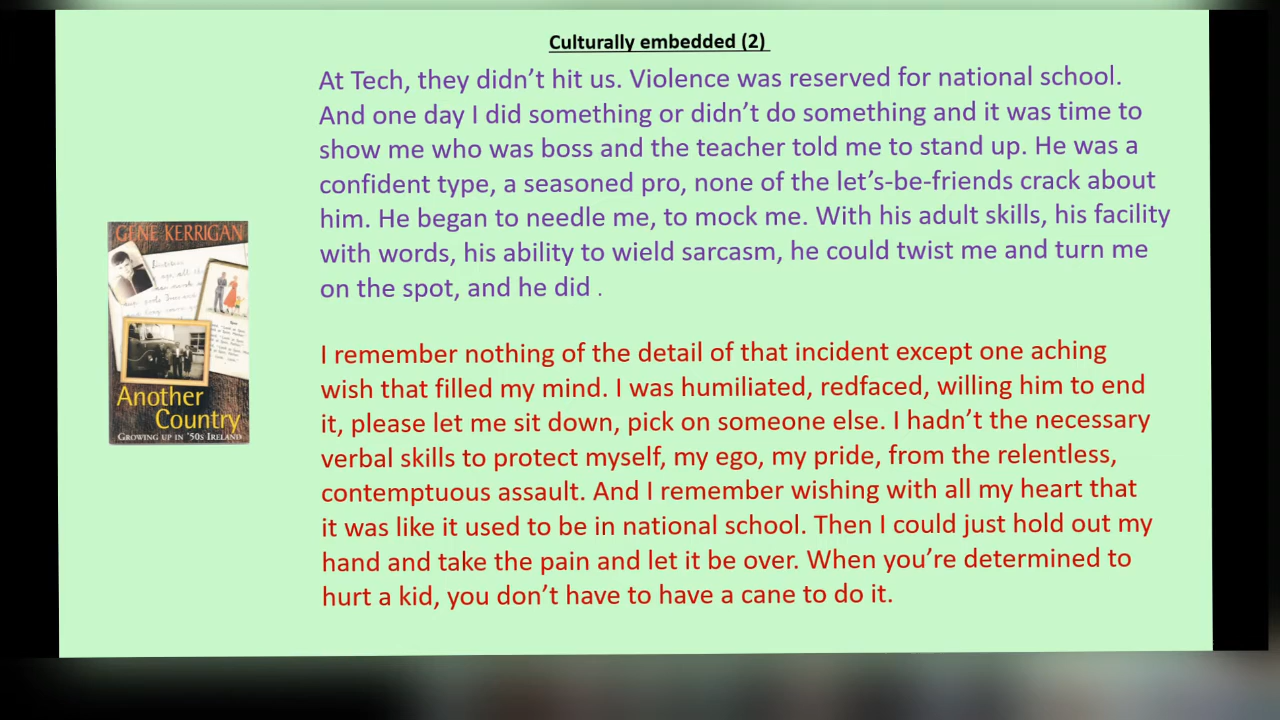 Culturally embedded (2)
At Tech, they didn't hit us. Violence was reserved for national school.
And one day I did something or didn't do something and it was time to
show me who was boss and the teacher told me to stand up. He was a
confident type, a seasoned pro, none of the let's-be-friends crack about
him. He began to needle me, to mock me. With his adult skills, his facility
with words, his ability to wield sarcasm, he could twist me and turn me
on the spot, and he did .
GENE KERRIGAN
Another
Country
GROWING UP IN '50S IRELAND
I remember nothing of the detail of that incident except one aching
wish that filled my mind. I was humiliated, redfaced, willing him to end
it, please let me sit down, pick on someone else. I hadn't the necessary
verbal skills to protect myself, my ego, my pride, from the relentless,
contemptuous assault. And I remember wishing with all my heart that
it was like it used to be in national school. Then I could just hold out my
hand and take the pain and let it be over. When you're determined to
hurt a kid, you don't have to have a cane to do it.